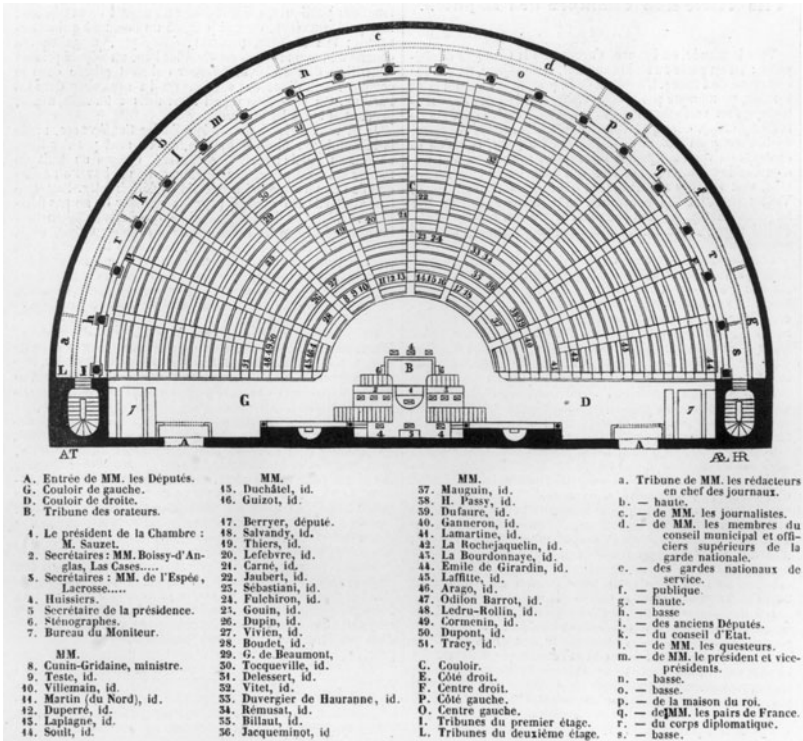 c
n
o
d
b
m
O
F
e
l
p
k
q
f
C
r
P
E
r
h
a
g
s
L
I
G
B
D
7
7
A
A
AT
Æ HR
A. Entrée de MM. les Députés.
G. Couloir de gauche.
D. Couloir de droite.
B. Tribune des orateurs.
1. Le président de la Chambre :
M. Sauzet.
2. Secrétaires : MM. Boissy-d'An-
glas, Las Cases.....
3. Secrétaires : MM. de l'Espée,
Lacrosse.....
4. Huissiers.
5 Secrétaire de la présidence.
6. Sténographes.
7. Bureau du Moniteur.
MM.
8. Cunin-Gridaine, ministre.
9. Teste, id.
10. Villemain, id.
11. Martin (du Nord), id.
12. Duperré, id.
13. Laplagne, id.
14. Soult, id.
MM.
15. Duchâtel, id.
16. Guizot, id.
17. Berryer, député.
18. Salvandy, id.
19. Thiers, id.
20. Lefebvre, id.
21. Carné, id.
22. Jaubert, id.
23. Sébastiani, id.
24. Fulchiron, id.
25. Gouin, id.
26. Dupin, id.
27. Vivien, id.
28. Boudet, id.
29. G. de Beaumont,
30. Tocqueville, id.
31. Delessert, id.
32. Vitet, id.
33. Duvergier de Hauranne, id.
34. Rémusat, id.
35. Billaut, id.
36. Jacqueminot, id
MM.
37. Mauguin, id.
38. H. Passy, id.
39. Dufaure, id.
40. Ganneron, id.
41. Lamartine, id.
42. La Rochejaquelin, id.
43. La Bourdonnaye, id.
44. Emile de Girardin, id.
45. Laffitte, id.
46. Arago, id.
47. Odilon Barrot, id.
48. Ledru-Rollin, id.
49. Cormenin, id.
50. Dupont, id.
51. Tracy, id.
C. Couloir.
E. Côté droit.
F. Centre droit.
P. Côté gauche.
O. Centre gauche.
I. Tribunes du premier étage.
L. Tribunes du deuxième étage.
a. Tribune de MM. les rédacteurs
en chef des journaux.
b. — haute.
c. — de MM. les journalistes.
d. — de MM. les membres du
conseil municipal et offi-
ciers supérieurs de la
garde nationale.
e. — des gardes nationaux de
service.
f. — publique.
g. — haute.
h. — basse
i. — des anciens Députés.
k. — du conseil d'Etat.
l. — de MM. les questeurs.
m. — de MM. le président et vice-
présidents.
n. — basse.
o. — basse.
p. — de la maison du roi.
q. — de MM. les pairs de France.
r. — du corps diplomatique.
s. — basse.